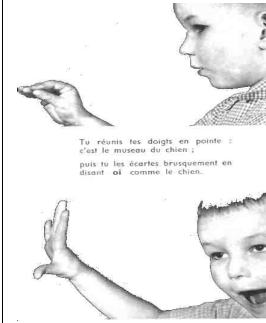 Tu réunis tes doigts en pointe :
c'est le museau du chien ;
puis tu les écartes brusquement en
disant oi comme le chien.